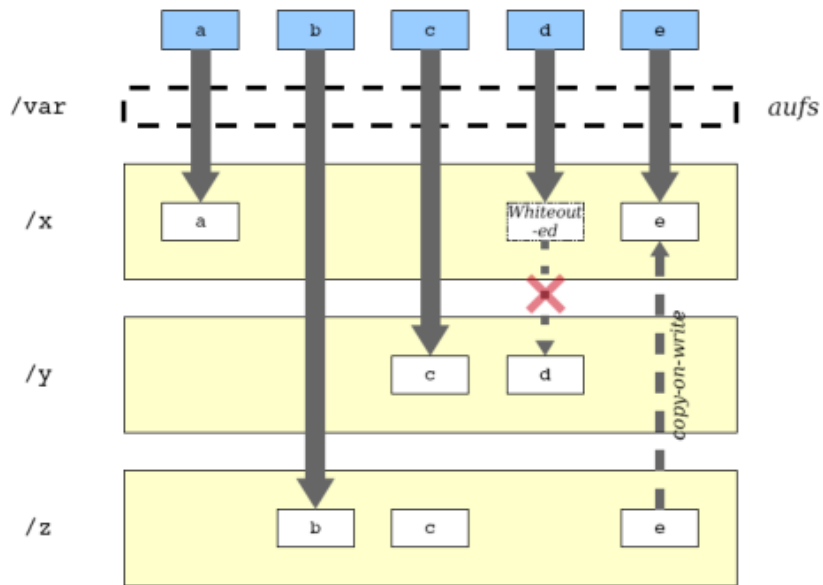 a b c d e
/var aufs
/x a Whiteout
-ed e
/y c d
copy-on-write
/z b c e